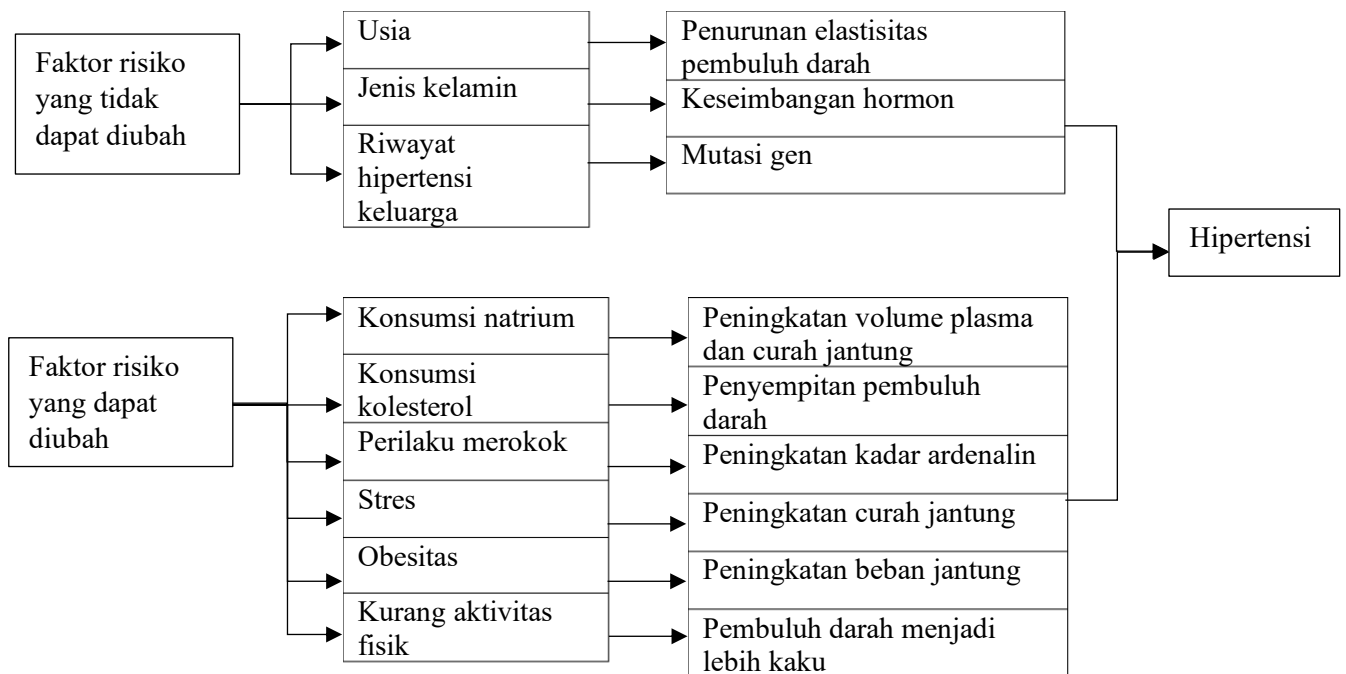 Faktor risiko
yang tidak
dapat diubah
Usia
Jenis kelamin
Riwayat
hipertensi
keluarga
Penurunan elastisitas
pembuluh darah
Keseimbangan hormon
Mutasi gen
Hipertensi
Faktor risiko
yang dapat
diubah
Konsumsi natrium
Konsumsi
kolesterol
Perilaku merokok
Stres
Obesitas
Kurang aktivitas
fisik
Peningkatan volume plasma
dan curah jantung
Penyempitan pembuluh
darah
Peningkatan kadar ardenalin
Peningkatan curah jantung
Peningkatan beban jantung
Pembuluh darah menjadi
lebih kaku